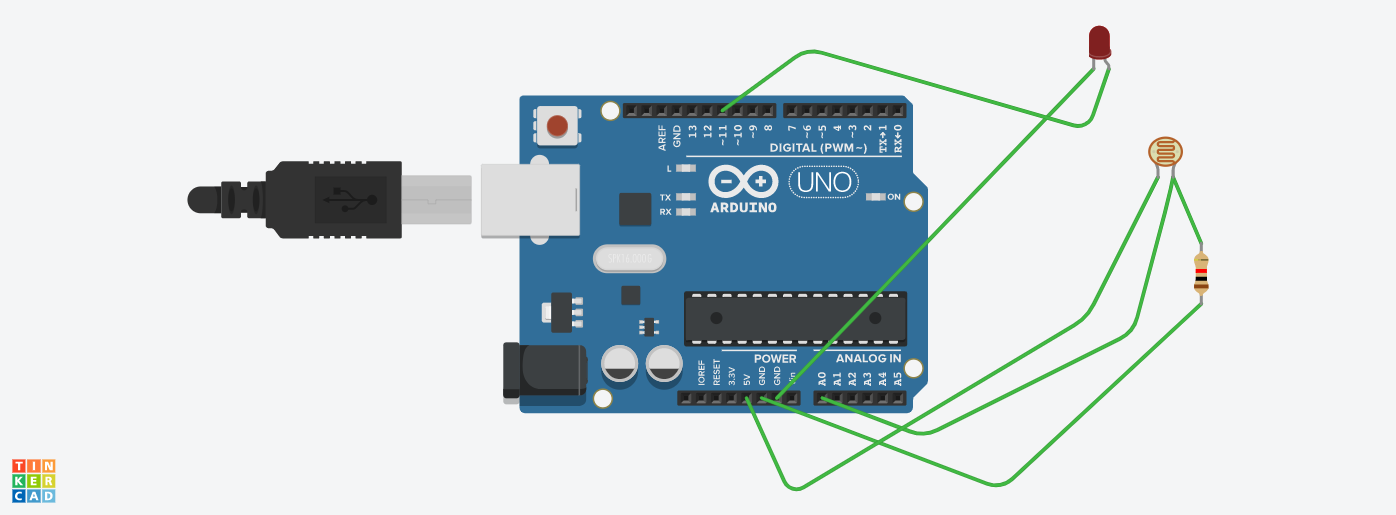 AREF
GND
13
12
~11
~10
~9
8
7
~6
~5
4
~3
2
TX→1
RX←0
DIGITAL (PWM~)
L
TX
RX
ARDUINO
UNO
ON
POWER
ANALOG IN
IOREF
RESET
3.3V
5V
GND
GND
Vin
A0
A1
A2
A3
A4
A5
TIN
KER
CAD